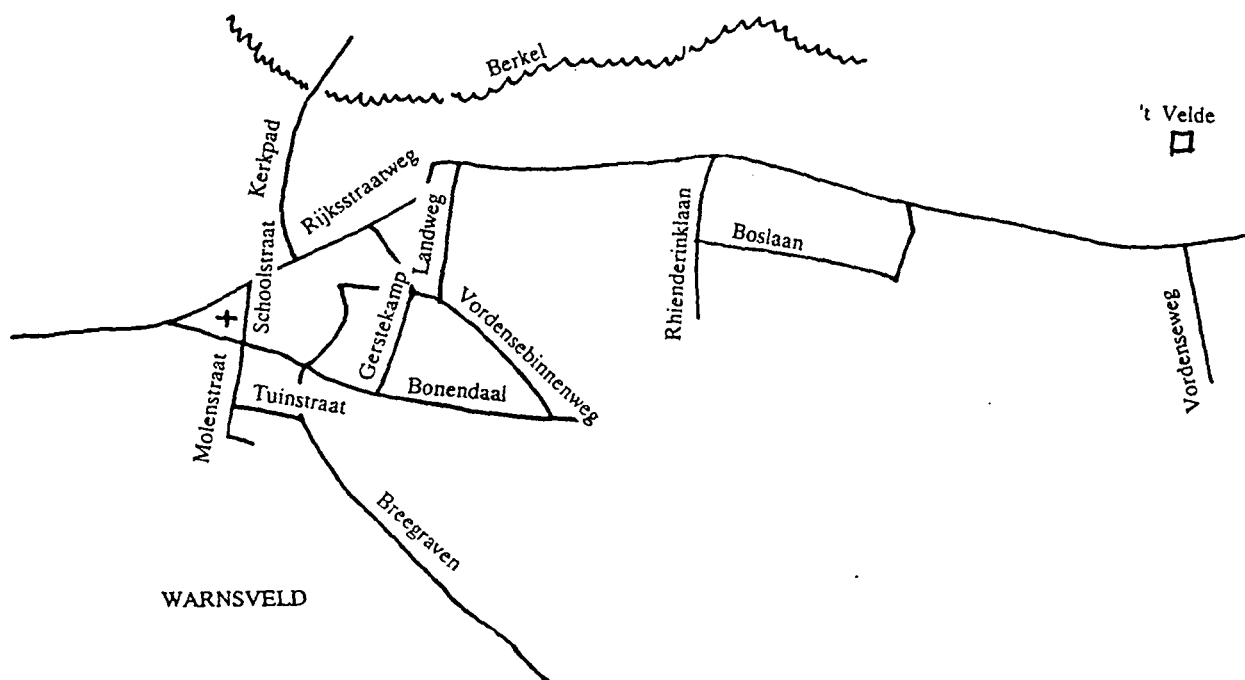 Berkel
't Velde
Kerkpad
Rijksstraatweg
Schoolstraat
Landweg
Gerstekamp
Vordensebinnenweg
Rhienderinklaan
Boslaan
Vordenseweg
Molenstraat
Tuinstraat
Bonendaal
Breegraven
WARNSVELD